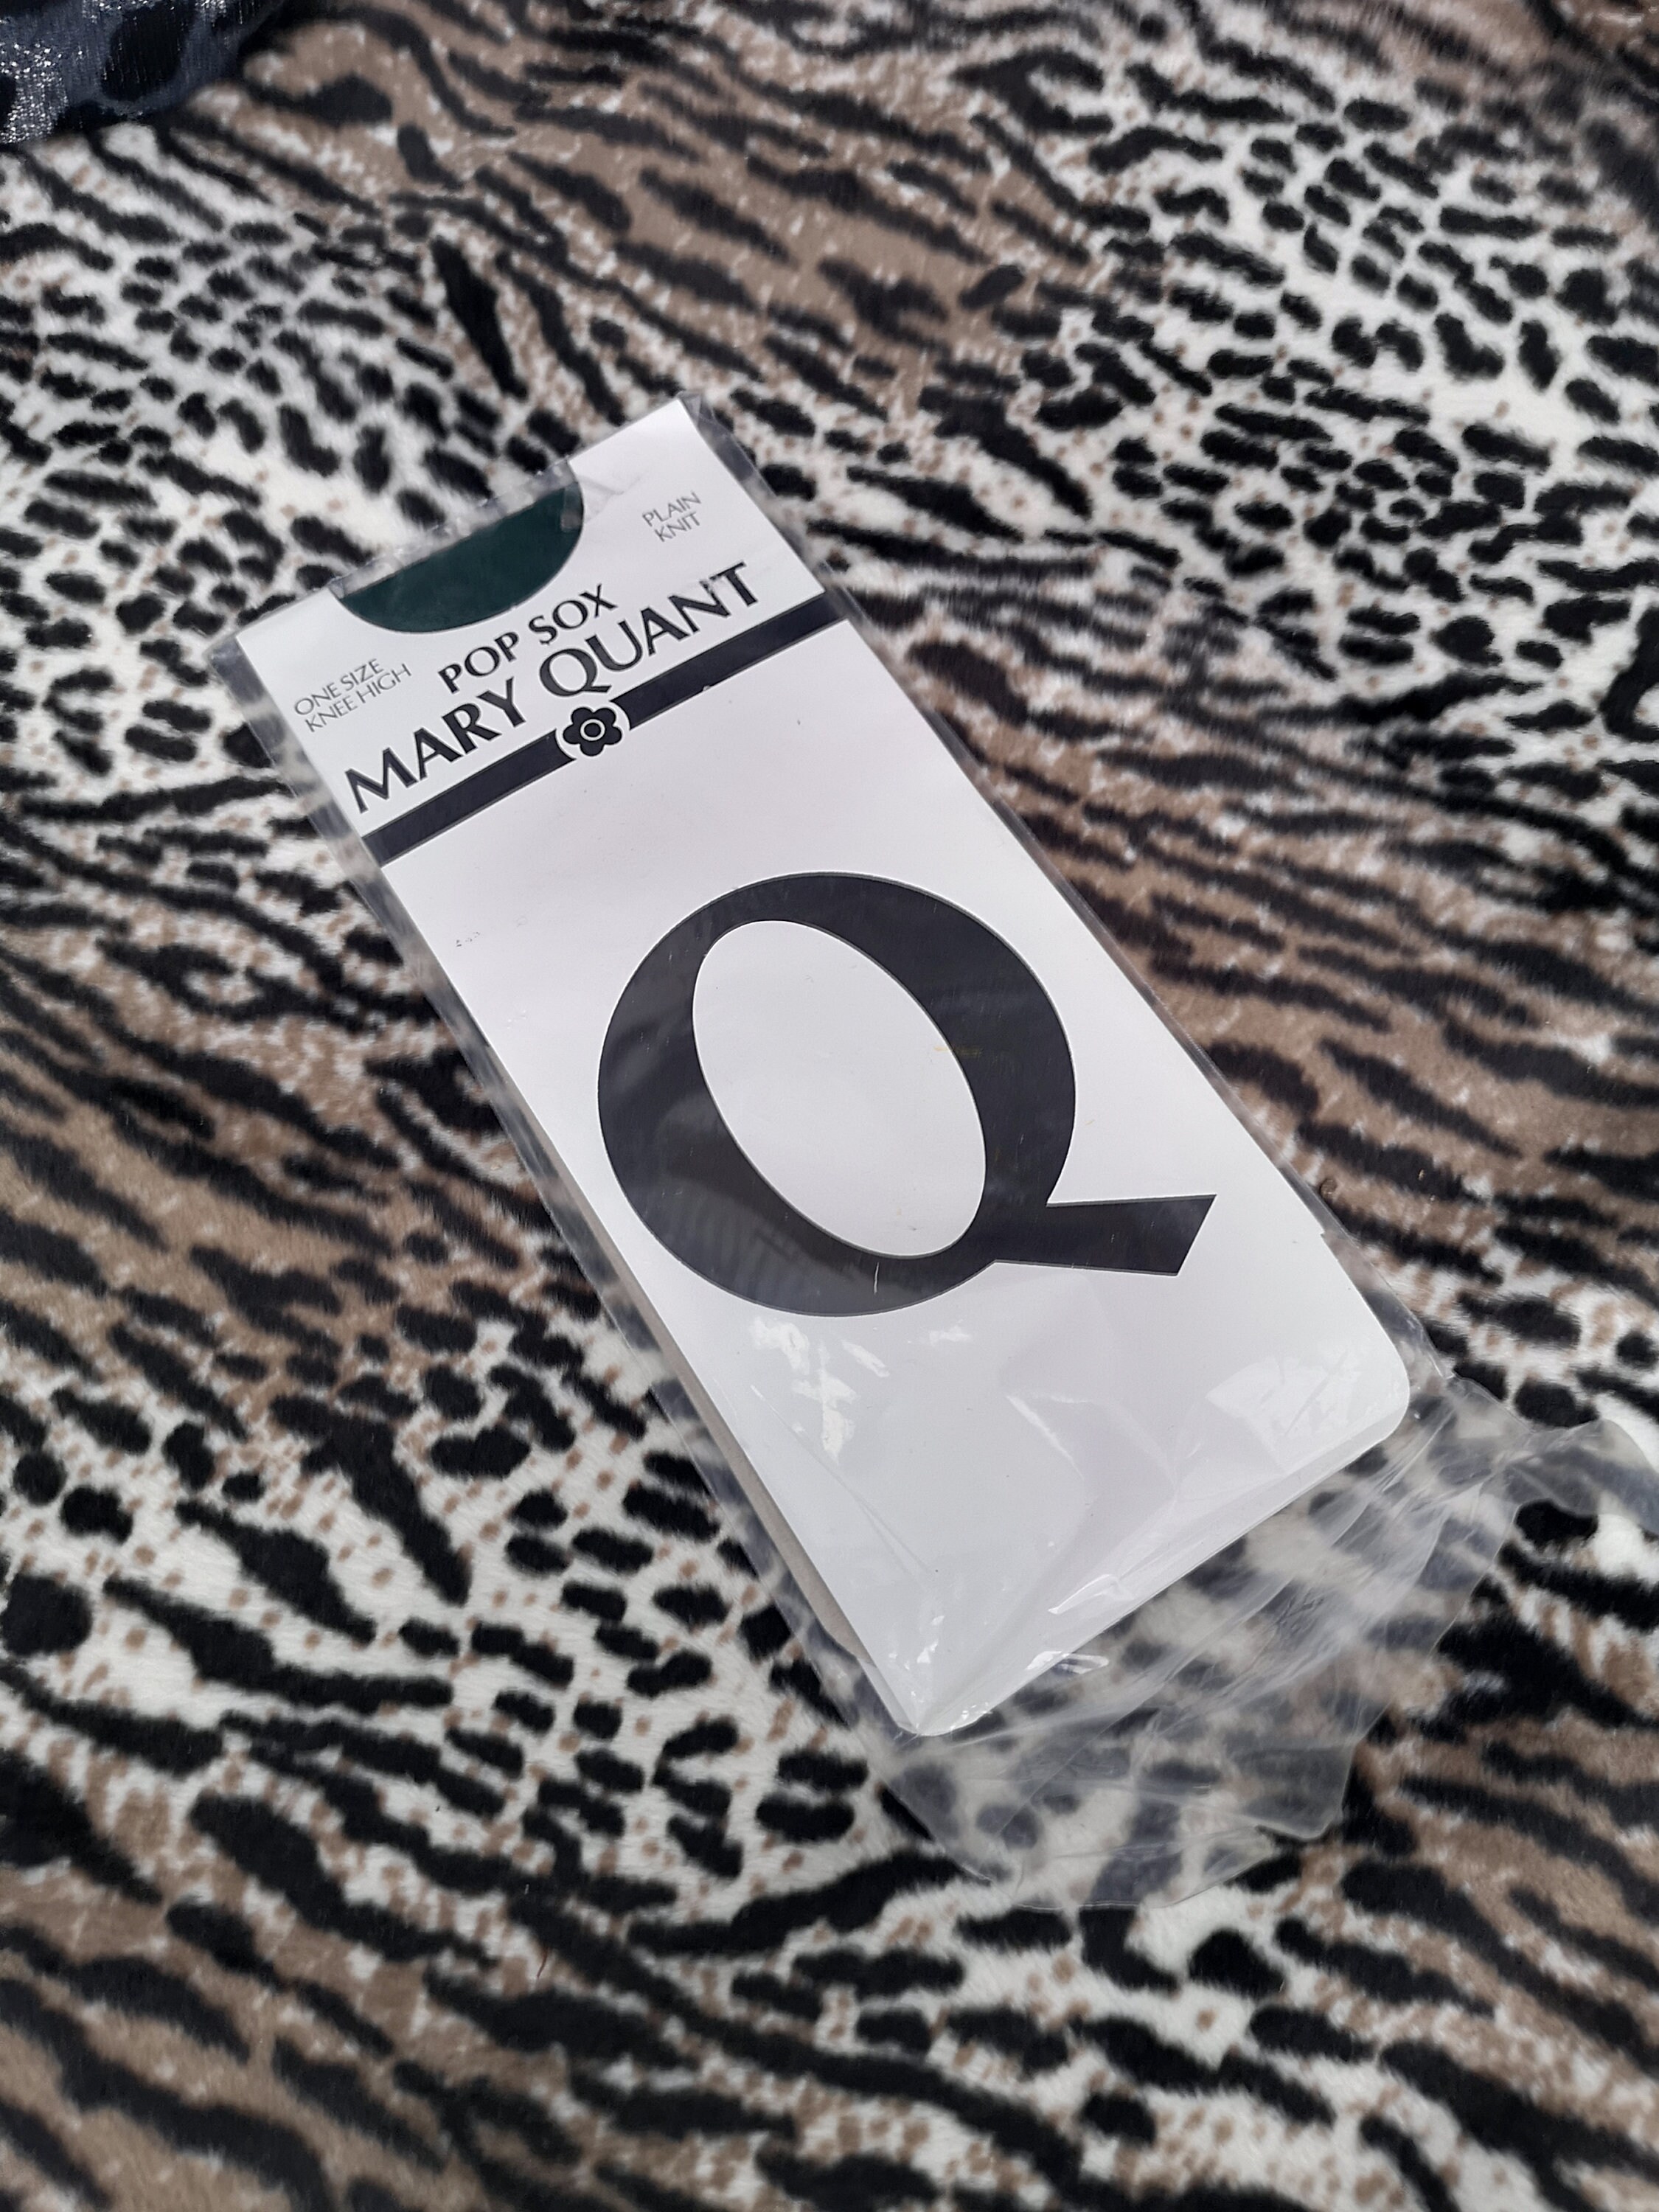 PLAIN
KNIT
POP SOX
ONE SIZE
KNEE HIGH
MARY QUANT
Q